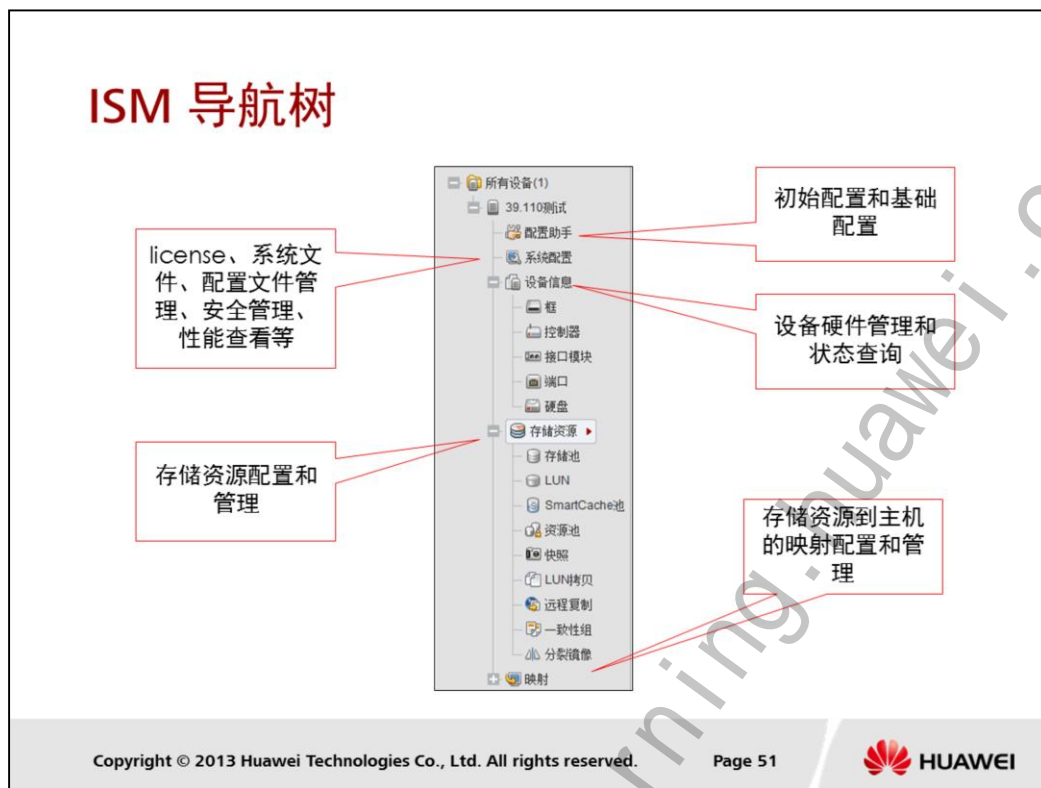 ISM 导航树
license、系统文
件、配置文件管
理、安全管理、
性能查看等
存储资源配置和
管理
所有设备(1)
39.110测试
配置助手
系统配置
设备信息
框
控制器
接口模块
端口
硬盘
存储资源
存储池
LUN
SmartCache池
资源池
快照
LUN拷贝
远程复制
一致性组
分裂镜像
映射
初始配置和基础
配置
设备硬件管理和
状态查询
存储资源到主机
的映射配置和管
理
rning.huawei.c
Copyright © 2013 Huawei Technologies Co., Ltd. All rights reserved.
Page 51
HUAWEI